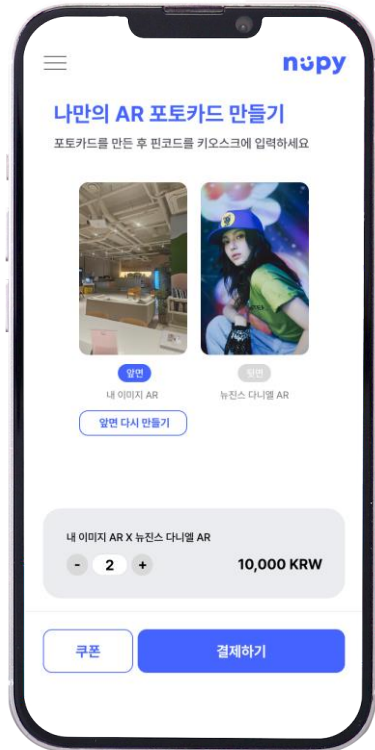 nüpy
나만의 AR 포토카드 만들기
포토카드를 만든 후 핀코드를 키오스크에 입력하세요
앞면
뒷면
내 이미지 AR
뉴진스 다니엘 AR
앞면 다시 만들기
내 이미지 AR X 뉴진스 다니엘 AR
- 2 +
10,000 KRW
쿠폰
결제하기